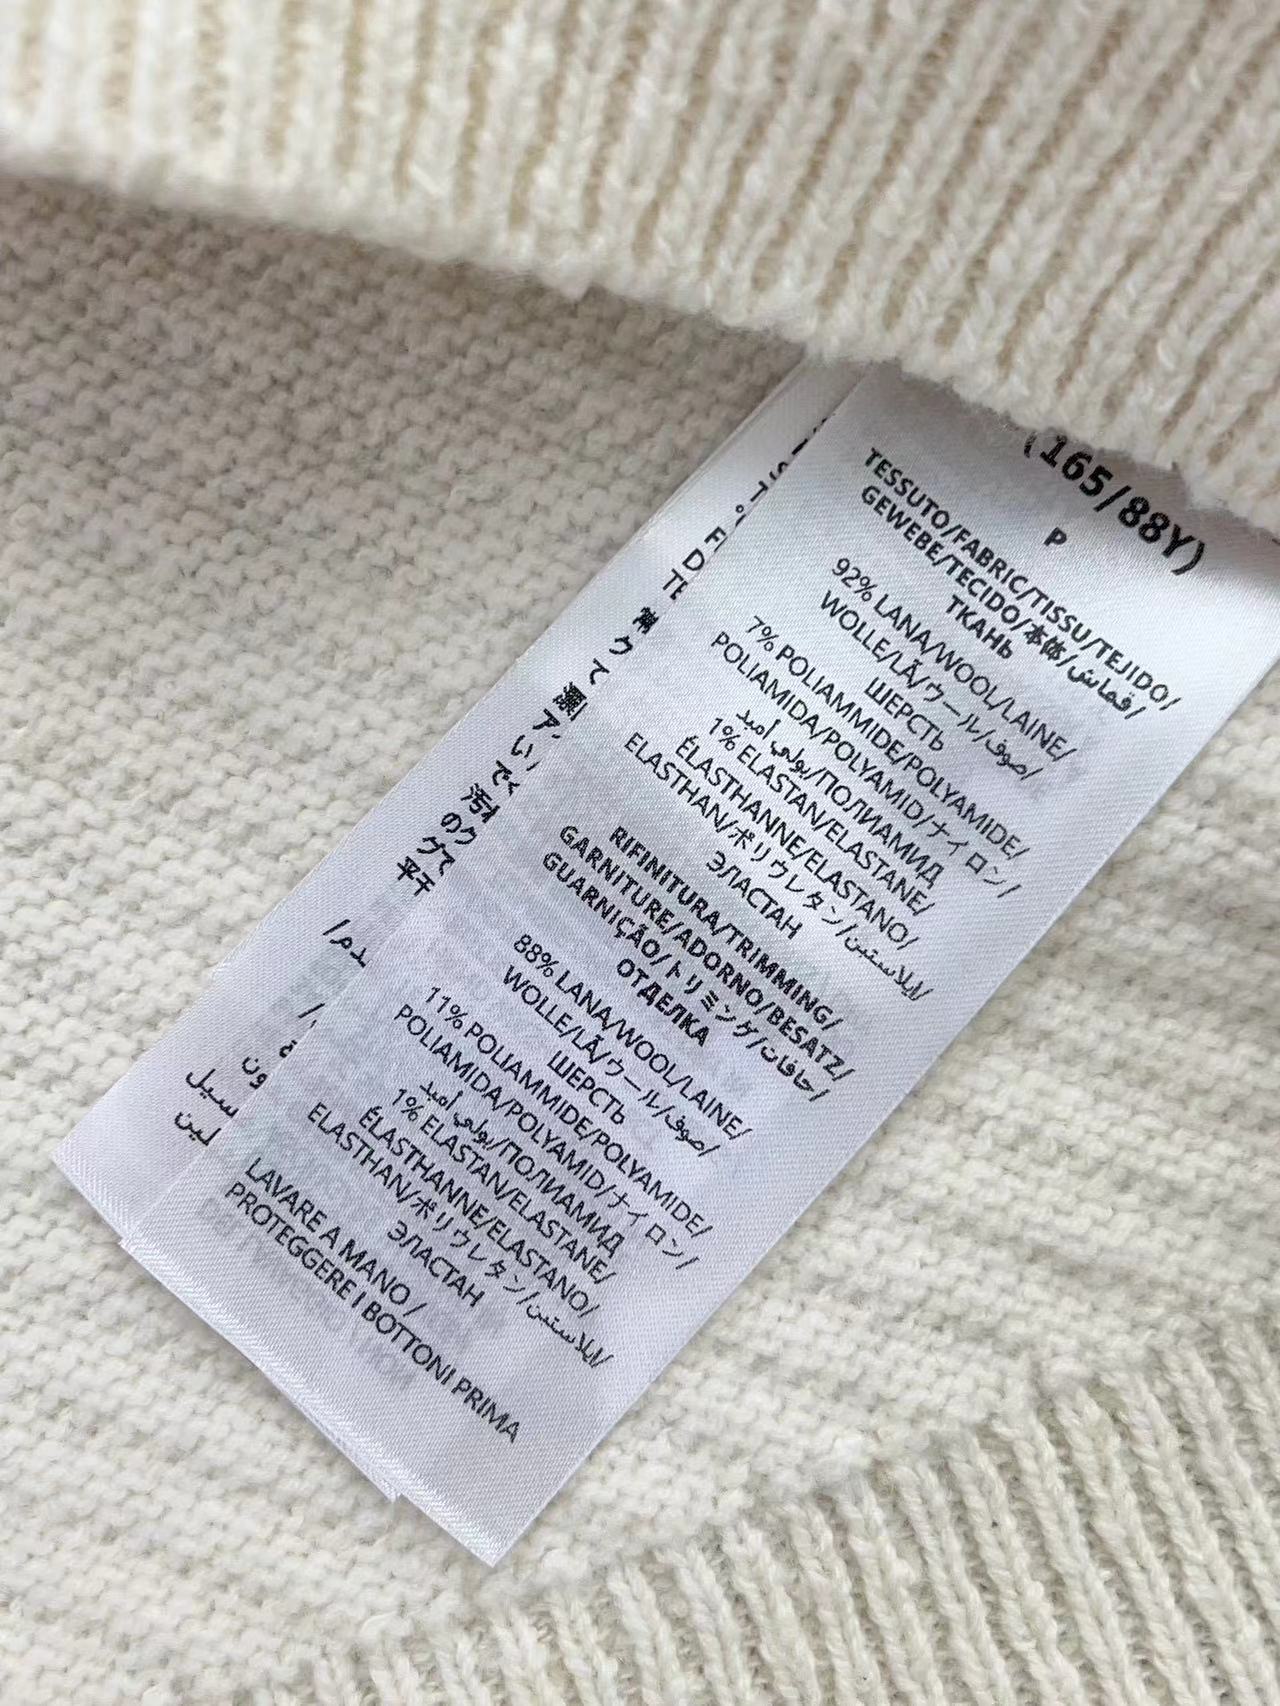 (165/88Y)
P
TESSUTO/FABRIC/TISSU/TEJIDO/
GEWEBE/TECIDO/本体/قماش/
ТКАНЬ
92% LANA/WOOL/LAINE/
WOLLE/LÃ/ウール/صوف/
ШЕРСТЬ
7% POLIAMMIDE/POLYAMIDE/
POLIAMIDA/POLYAMID/ナイロン/
بولي أميد/ПОЛИАМИД
1% ELASTAN/ELASTANE/
ÉLASTHANNE/ELASTANO/
ELASTHAN/ポリウレタン/إيلاستين/
ЭЛАСТАН
RIFINITURA/TRIMMING/
GARNITURE/ADORNO/BESATZ/
GUARNIÇÃO/トリミング/حافات/
ОТДЕЛКА
88% LANA/WOOL/LAINE/
WOLLE/LÃ/ウール/صوف/
ШЕРСТЬ
11% POLIAMMIDE/POLYAMIDE/
POLIAMIDA/POLYAMID/ナイロン/
بولي أميد/ПОЛИАМИД
1% ELASTAN/ELASTANE/
ÉLASTHANNE/ELASTANO/
ELASTHAN/ポリウレタン/إيلاستين/
ЭЛАСТАН
LAVARE A MANO /
PROTEGGERE I BOTTONI PRIMA